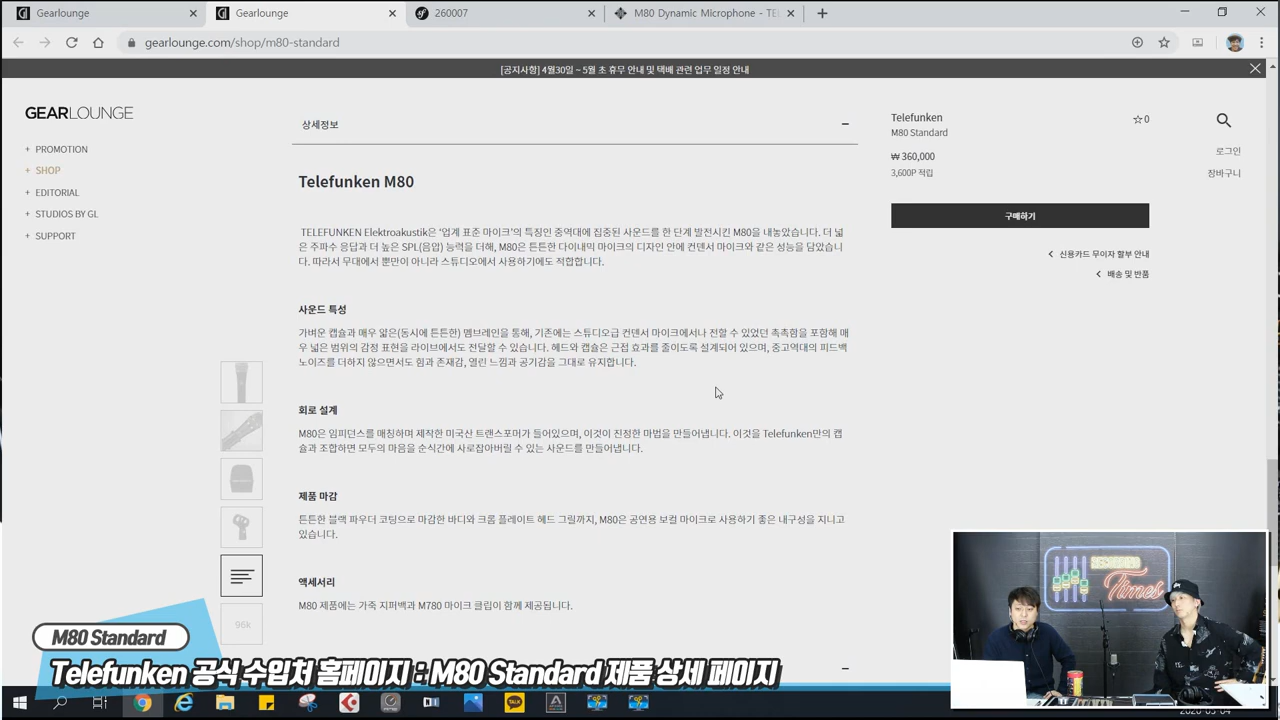 Gearlounge
Gearlounge
260007
M80 Dynamic Microphone - TEL
gearlounge.com/shop/m80-standard
[공지사항] 4월30일 ~ 5월 초 휴무 안내 및 택배 관련 업무 일정 안내
GEARLOUNGE
+ PROMOTION
+ SHOP
+ EDITORIAL
+ STUDIOS BY GL
+ SUPPORT
상세정보
Telefunken M80
TELEFUNKEN Elektroakustik은 ‘업계 표준 마이크’의 특징인 중역대에 집중된 사운드를 한 단계 발전시킨 M80을 내놓았습니다. 더 넓
은 주파수 응답과 더 높은 SPL(음압) 능력을 더해, M80은 튼튼한 다이내믹 마이크의 디자인 안에 컨덴서 마이크와 같은 성능을 담았습니
다. 따라서 무대에서 뿐만이 아니라 스튜디오에서 사용하기에도 적합합니다.
사운드 특성
가벼운 캡슐과 매우 얇은(동시에 튼튼한) 멤브레인을 통해, 기존에는 스튜디오급 컨덴서 마이크에서나 전할 수 있었던 촉촉함을 포함해 매
우 넓은 범위의 감정 표현을 라이브에서도 전달할 수 있습니다. 헤드와 캡슐은 근접 효과를 줄이도록 설계되어 있으며, 중고역대의 피드백
노이즈를 더하지 않으면서도 힘과 존재감, 열린 느낌과 공기감을 그대로 유지합니다.
회로 설계
M80은 임피던스를 매칭하며 제작한 미국산 트랜스포머가 들어있으며, 이것이 진정한 마법을 만들어냅니다. 이것을 Telefunken만의 캡
슐과 조합하면 모두의 마음을 순식간에 사로잡아버릴 수 있는 사운드를 만들어냅니다.
제품 마감
튼튼한 블랙 파우더 코팅으로 마감한 바디와 크롬 플레이트 헤드 그릴까지, M80은 공연용 보컬 마이크로 사용하기 좋은 내구성을 지니고
있습니다.
액세서리
M80 제품에는 가죽 지퍼백과 M780 마이크 클립이 함께 제공됩니다.
96k
Telefunken
☆0
M80 Standard
₩ 360,000
3,600P 적립
구매하기
신용카드 무이자 할부 안내
배송 및 반품
로그인
장바구니
RECORDING
Times
M80 Standard
Telefunken 공식 수입처 홈페이지 : M80 Standard 제품 상세 페이지
TALK
2020-05-04